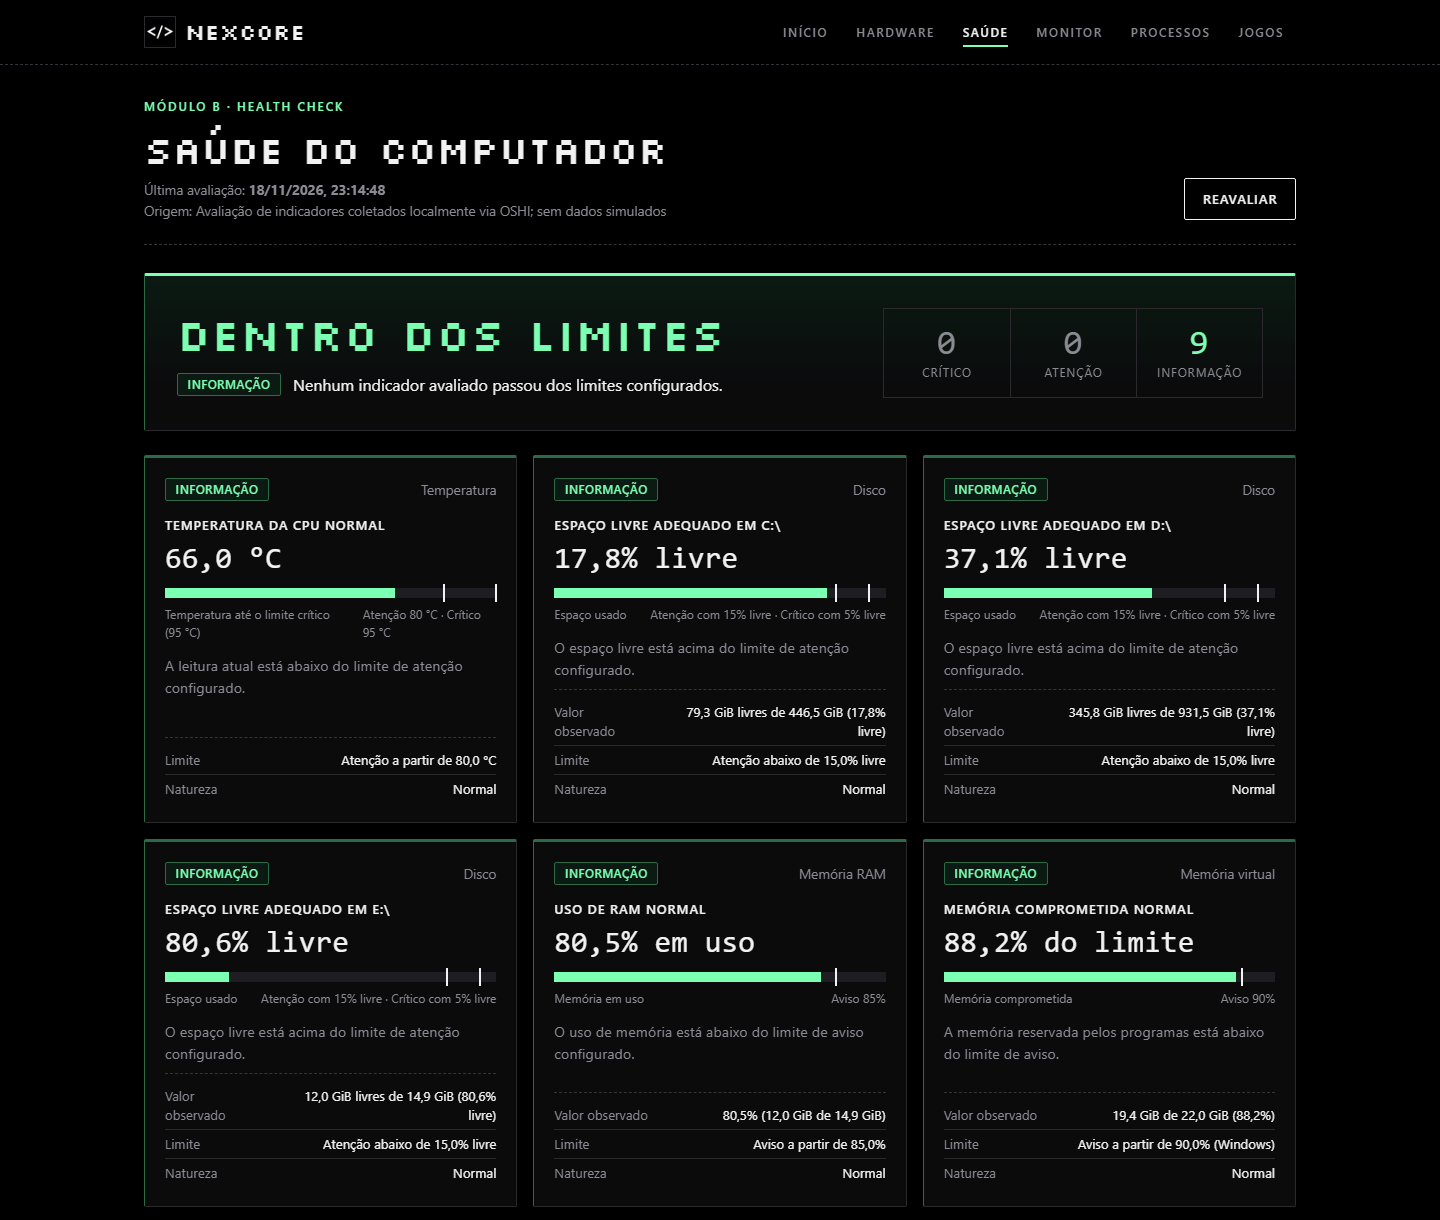 </> NEXCORE
INÍCIO HARDWARE SAÚDE MONITOR PROCESSOS JOGOS
MÓDULO B · HEALTH CHECK
SAÚDE DO COMPUTADOR
Última avaliação: 18/11/2026, 23:14:48
Origem: Avaliação de indicadores coletados localmente via OSHI; sem dados simulados
REAVALIAR
DENTRO DOS LIMITES
INFORMAÇÃO Nenhum indicador avaliado passou dos limites configurados.
0 0 9
CRÍTICO ATENÇÃO INFORMAÇÃO
INFORMAÇÃO Temperatura
TEMPERATURA DA CPU NORMAL
66,0 °C
Temperatura até o limite crítico
(95 °C)
Atenção 80 °C · Crítico
95 °C
A leitura atual está abaixo do limite de atenção
configurado.
Limite Atenção a partir de 80,0 °C
Natureza Normal
INFORMAÇÃO Disco
ESPAÇO LIVRE ADEQUADO EM C:\
17,8% livre
Espaço usado Atenção com 15% livre · Crítico com 5% livre
O espaço livre está acima do limite de atenção
configurado.
Valor
observado
79,3 GiB livres de 446,5 GiB (17,8%
livre)
Limite Atenção abaixo de 15,0% livre
Natureza Normal
INFORMAÇÃO Disco
ESPAÇO LIVRE ADEQUADO EM D:\
37,1% livre
Espaço usado Atenção com 15% livre · Crítico com 5% livre
O espaço livre está acima do limite de atenção
configurado.
Valor
observado
345,8 GiB livres de 931,5 GiB (37,1%
livre)
Limite Atenção abaixo de 15,0% livre
Natureza Normal
INFORMAÇÃO Disco
ESPAÇO LIVRE ADEQUADO EM E:\
80,6% livre
Espaço usado Atenção com 15% livre · Crítico com 5% livre
O espaço livre está acima do limite de atenção
configurado.
Valor
observado
12,0 GiB livres de 14,9 GiB (80,6%
livre)
Limite Atenção abaixo de 15,0% livre
Natureza Normal
INFORMAÇÃO Memória RAM
USO DE RAM NORMAL
80,5% em uso
Memória em uso Aviso 85%
O uso de memória está abaixo do limite de aviso
configurado.
Valor observado 80,5% (12,0 GiB de 14,9 GiB)
Limite Aviso a partir de 85,0%
Natureza Normal
INFORMAÇÃO Memória virtual
MEMÓRIA COMPROMETIDA NORMAL
88,2% do limite
Memória comprometida Aviso 90%
A memória reservada pelos programas está abaixo
do limite de aviso.
Valor observado 19,4 GiB de 22,0 GiB (88,2%)
Limite Aviso a partir de 90,0% (Windows)
Natureza Normal